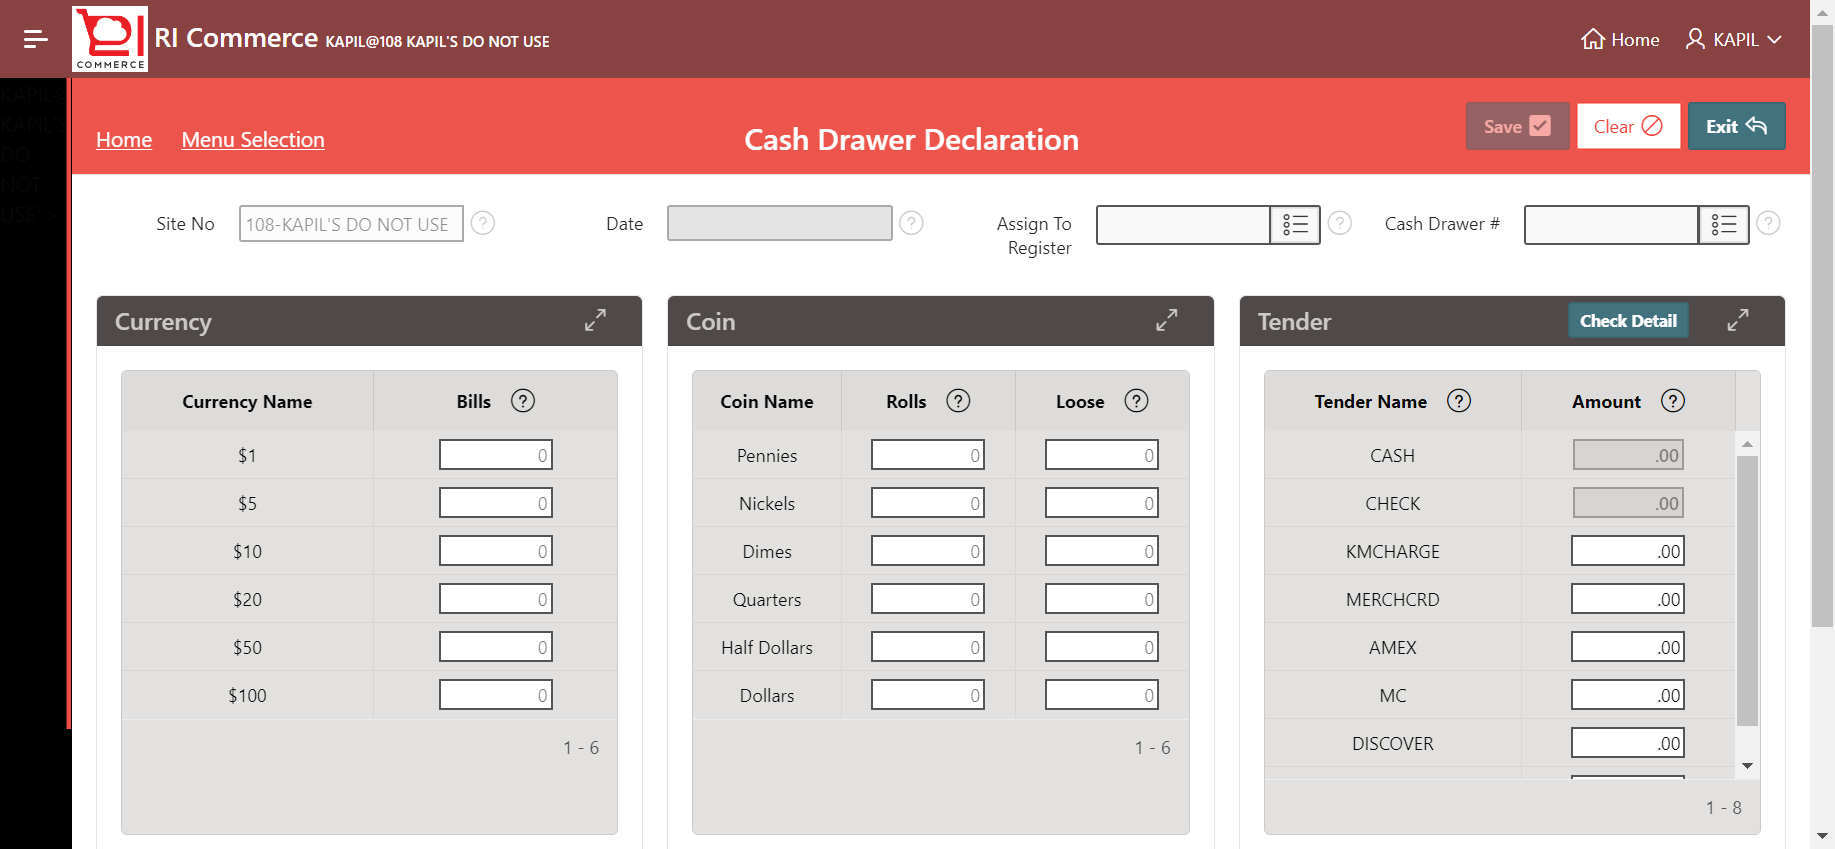 RI COMMERCE
RI Commerce KAPIL@108 KAPIL'S DO NOT USE
Home
KAPIL
KAPIL@
KAPIL'S
DO
NOT
USE">
Home
Menu Selection
Cash Drawer Declaration
Save
Clear
Exit
Site No
108-KAPIL'S DO NOT USE
?
Date
?
Assign To
Register
?
Cash Drawer #
?
Currency
Currency Name Bills ?
$1 0
$5 0
$10 0
$20 0
$50 0
$100 0
1 - 6
Coin
Coin Name Rolls ? Loose ?
Pennies 0 0
Nickels 0 0
Dimes 0 0
Quarters 0 0
Half Dollars 0 0
Dollars 0 0
1 - 6
Tender Check Detail
Tender Name ? Amount ?
CASH .00
CHECK .00
KMCHARGE .00
MERCHCRD .00
AMEX .00
MC .00
DISCOVER .00
1 - 8